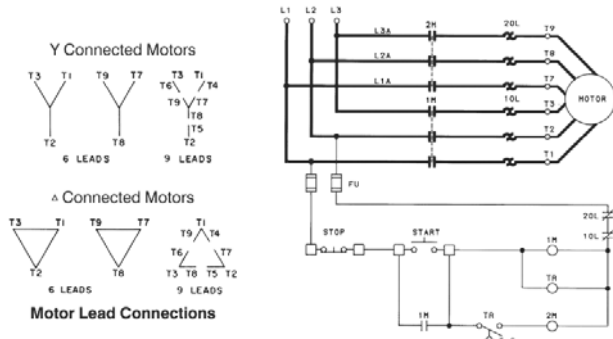 Y Connected Motors
T3 T1
T2
T9 T7
T8
6 LEADS
T3 T1
T6 T4
T9 T7
T8
T5
T2
9 LEADS
△ Connected Motors
T3 T1
T2
T9 T7
T8
6 LEADS
T1
T9 T4
T6 T7
T3 T8 T5 T2
9 LEADS
Motor Lead Connections
L1 L2 L3
L3A 2M 2OL T9
L2A T8
L1A T7
1M 1OL T3
T2
T1
MOTOR
FU
2OL
1OL
STOP START 1M
TR
1M TR 2M